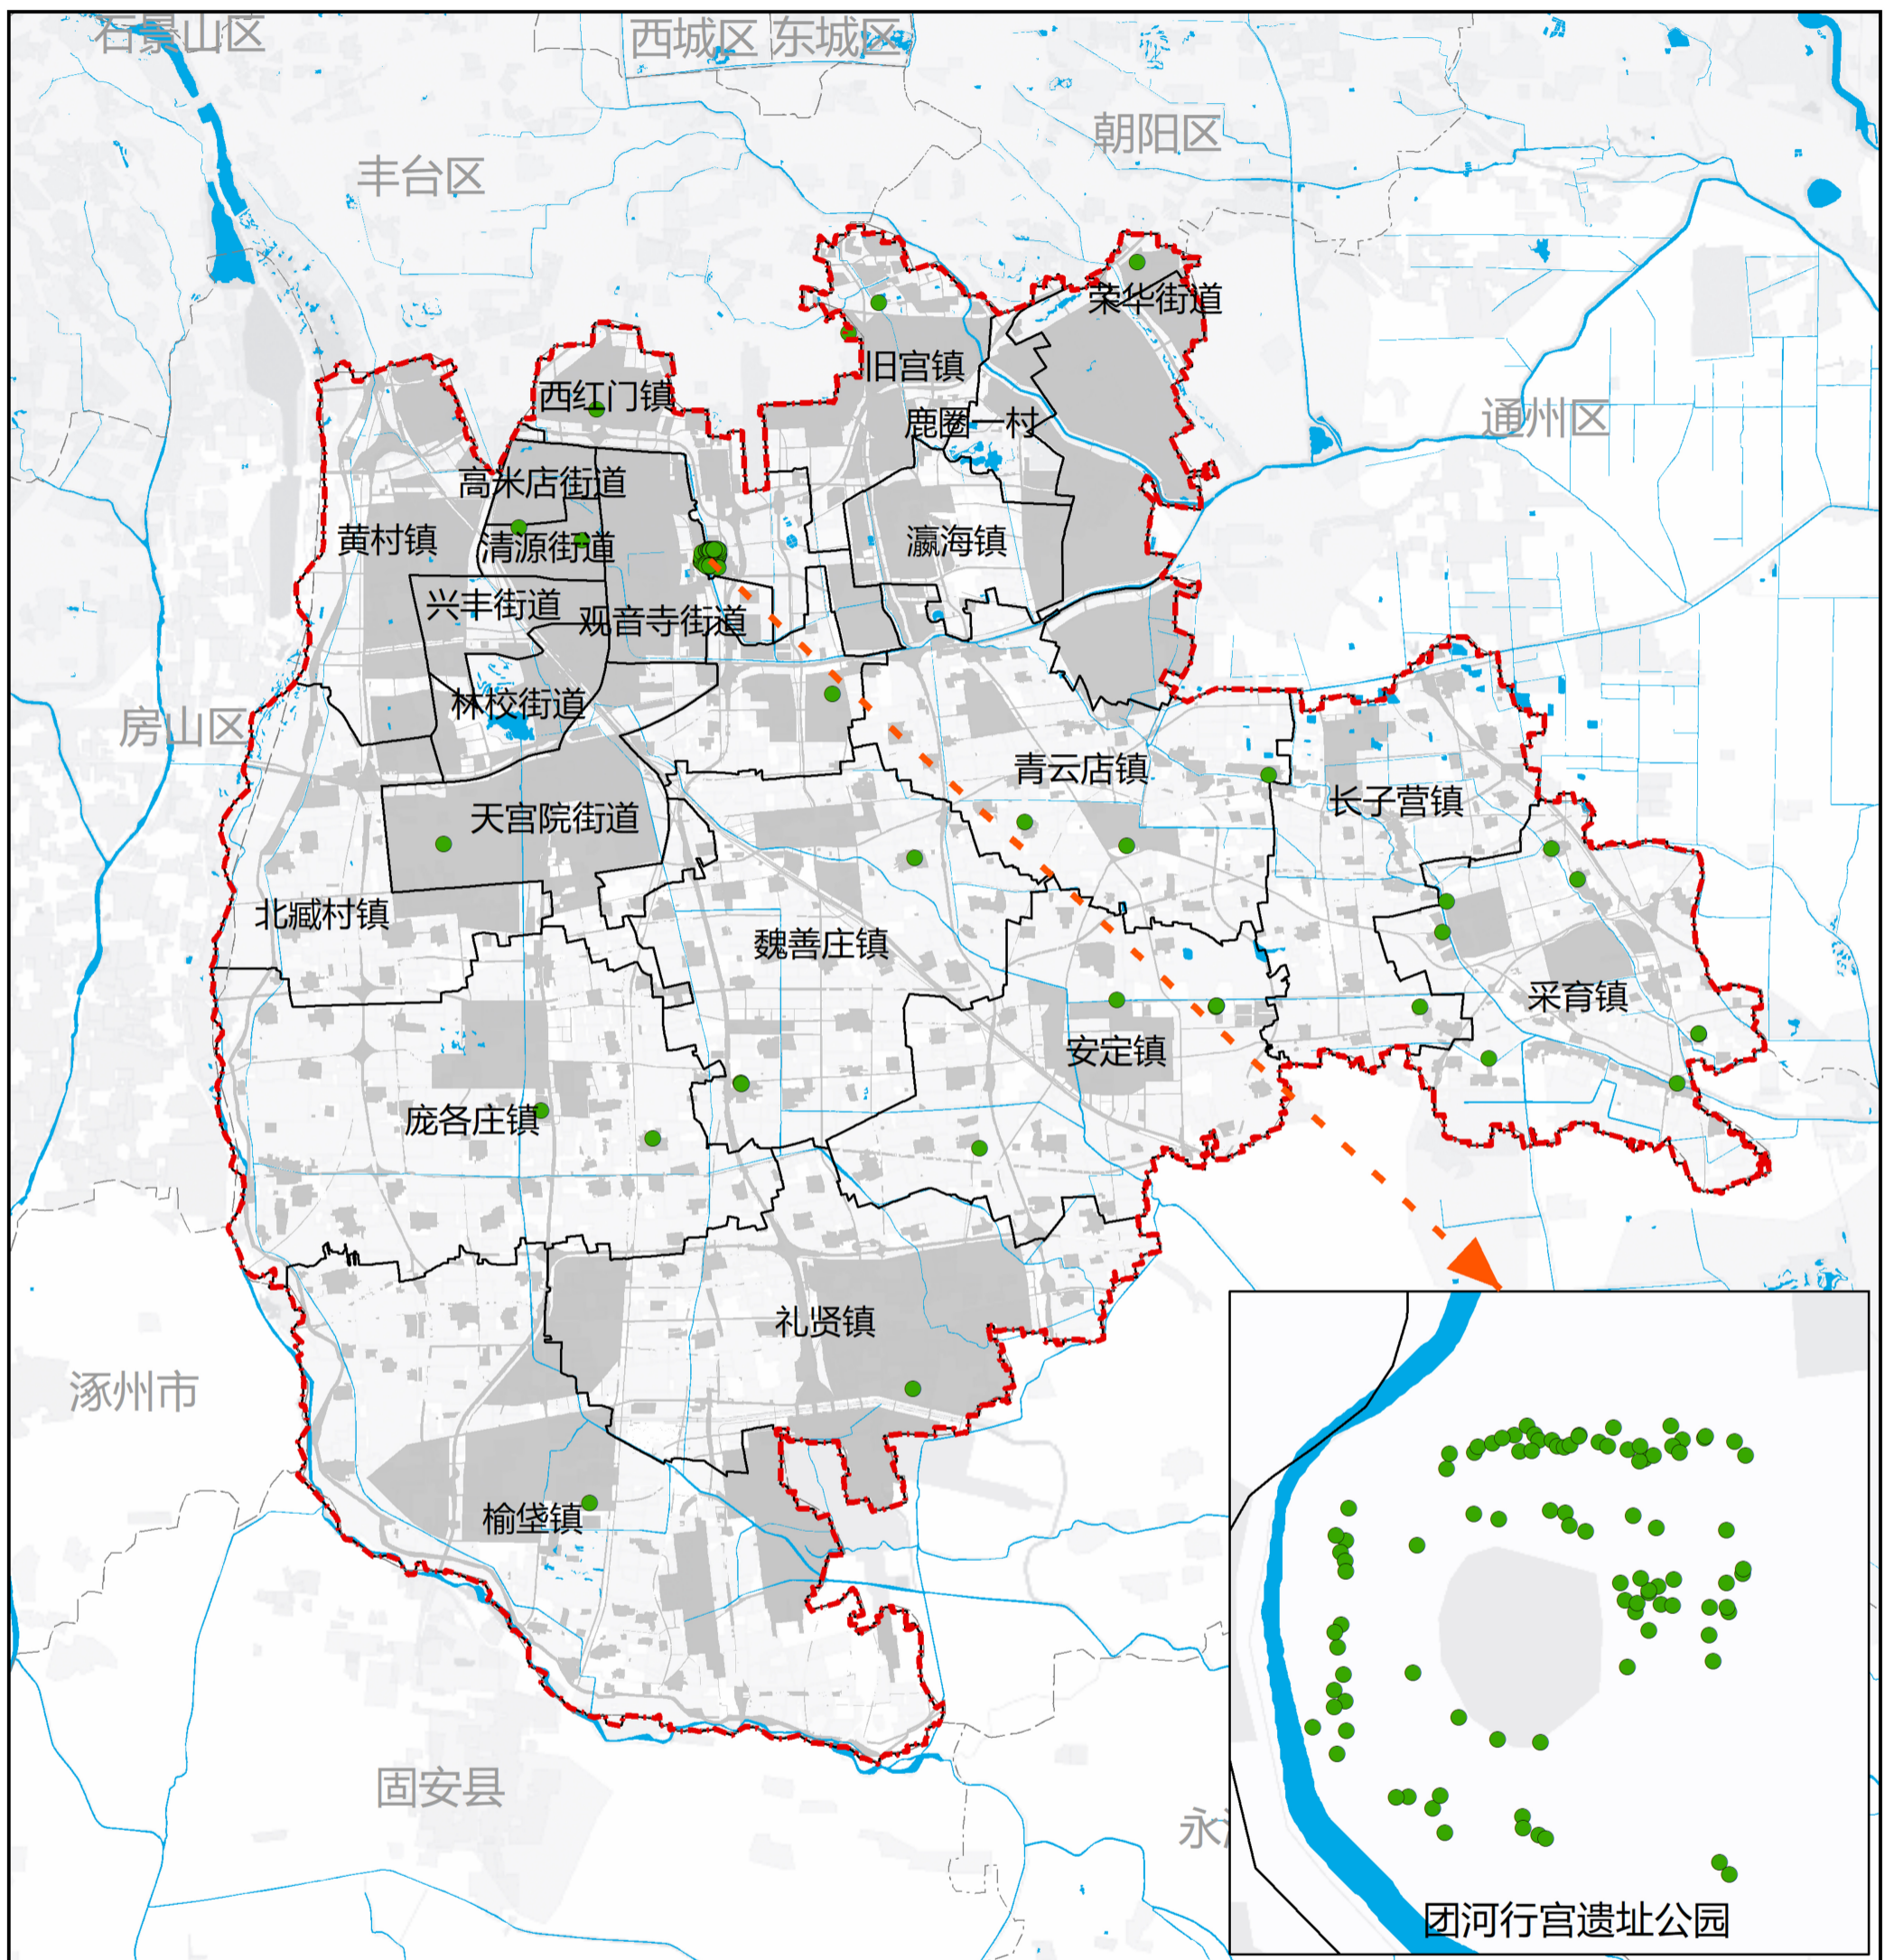 石景山区
西城区
东城区
朝阳区
丰台区
荣华街道
旧宫镇
西红门镇
鹿圈一村
通州区
高米店街道
黄村镇
清源街道
瀛海镇
兴丰街道
观音寺街道
林校街道
房山区
青云店镇
长子营镇
天宫院街道
北臧村镇
魏善庄镇
采育镇
安定镇
庞各庄镇
礼贤镇
涿州市
榆垡镇
固安县
永
团河行宫遗址公园